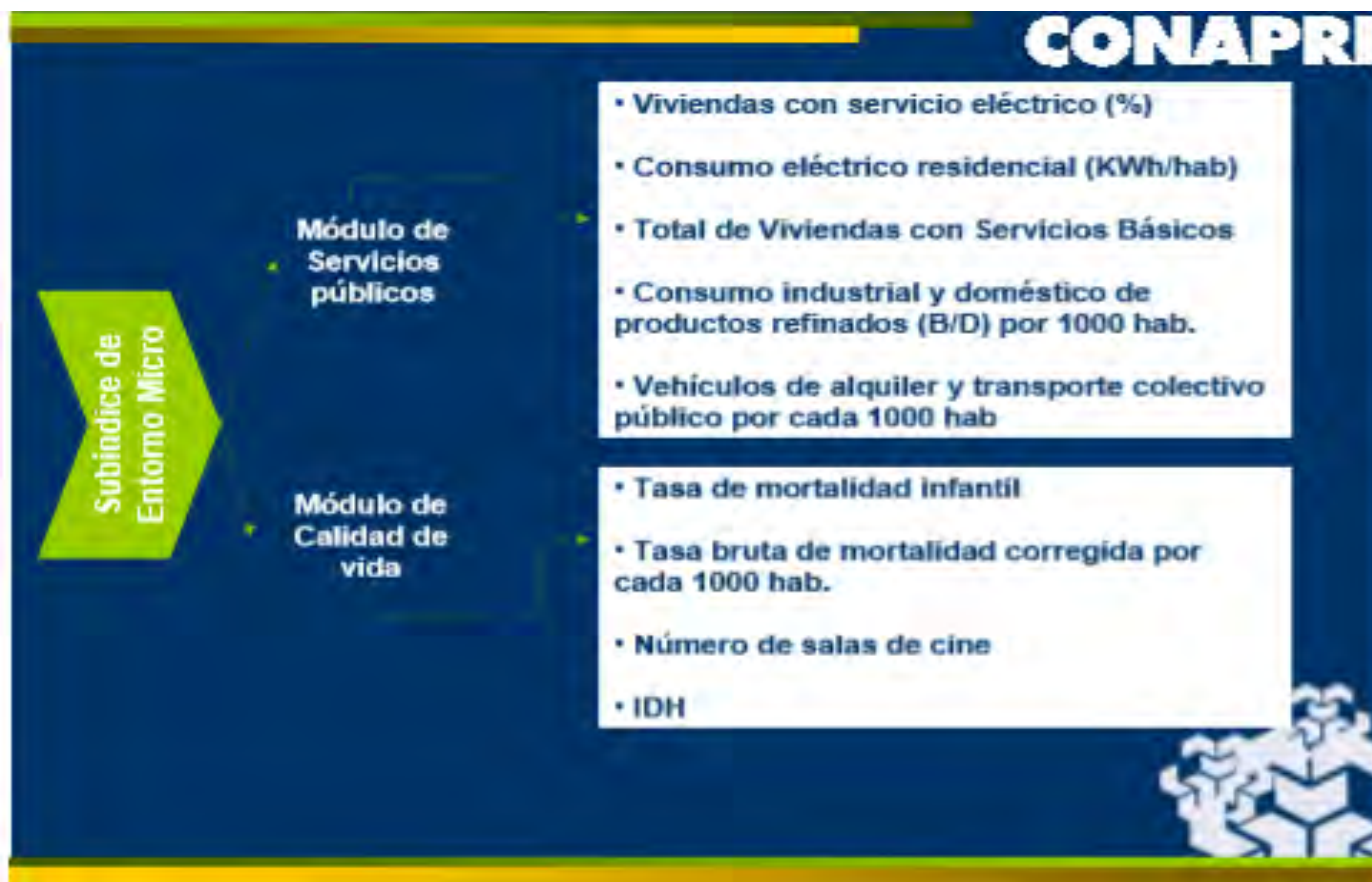 CONAPRI
Subíndice de
Entorno Micro
Módulo de
Servicios
públicos
• Viviendas con servicio eléctrico (%)
• Consumo eléctrico residencial (KWh/hab)
• Total de Viviendas con Servicios Básicos
• Consumo industrial y doméstico de
productos refinados (B/D) por 1000 hab.
• Vehículos de alquiler y transporte colectivo
público por cada 1000 hab
Módulo de
Calidad de
vida
• Tasa de mortalidad infantil
• Tasa bruta de mortalidad corregida por
cada 1000 hab.
• Número de salas de cine
• IDH